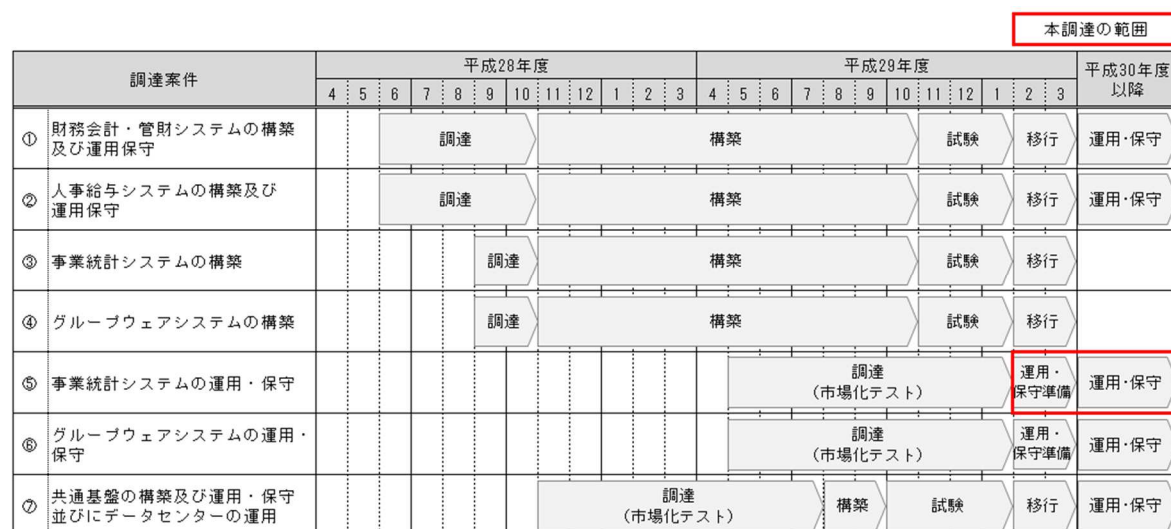 本調達の範囲
調達案件
平成28年度
平成29年度
平成30年度
以降
4 5 6 7 8 9 10 11 12 1 2 3 4 5 6 7 8 9 10 11 12 1 2 3
① 財務会計・管財システムの構築
及び運用保守
調達 構築 試験 移行 運用・保守
② 人事給与システムの構築及び
運用保守
調達 構築 試験 移行 運用・保守
③ 事業統計システムの構築
調達 構築 試験 移行
④ グループウェアシステムの構築
調達 構築 試験 移行
⑤ 事業統計システムの運用・保守
調達
(市場化テスト)
運用・
保守準備
運用・保守
⑥ グループウェアシステムの運用・
保守
調達
(市場化テスト)
運用・
保守準備
運用・保守
⑦ 共通基盤の構築及び運用・保守
並びにデータセンターの運用
調達
(市場化テスト)
構築 試験 移行 運用・保守